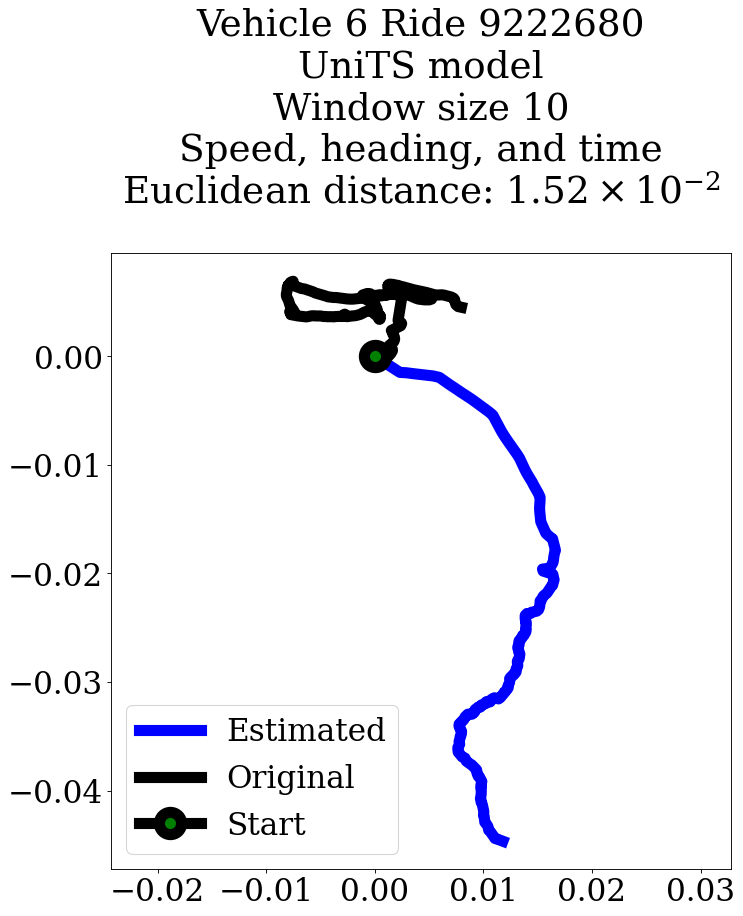 Vehicle 6 Ride 9222680
UniTS model
Window size 10
Speed, heading, and time
Euclidean distance: 1.52 × 10⁻²
0.00
−0.01
−0.02
−0.03
−0.04
Estimated
Original
Start
−0.02 −0.01 0.00 0.01 0.02 0.03